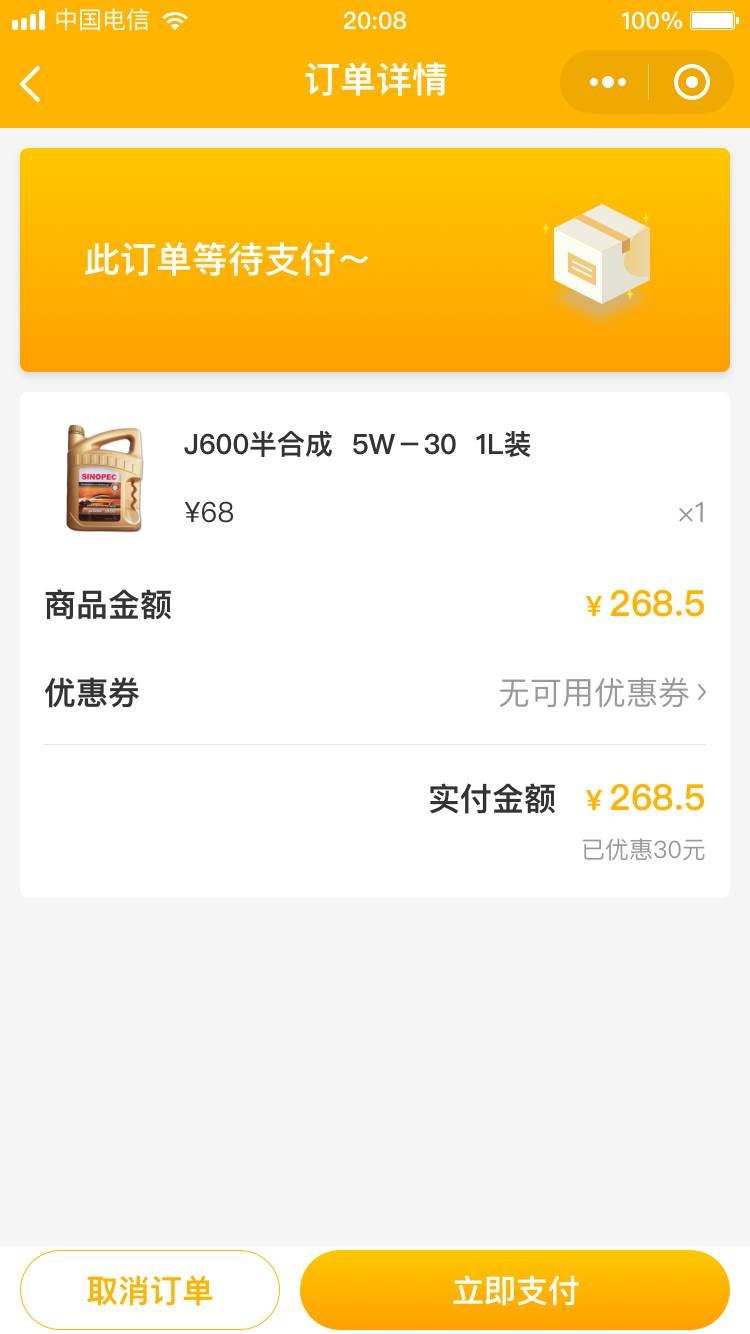 中国电信 20:08 100%
订单详情
此订单等待支付～
J600半合成 5W－30 1L装
SINOPEC
¥68 ×1
商品金额 ¥ 268.5
优惠券 无可用优惠券
实付金额 ¥ 268.5
已优惠30元
取消订单 立即支付